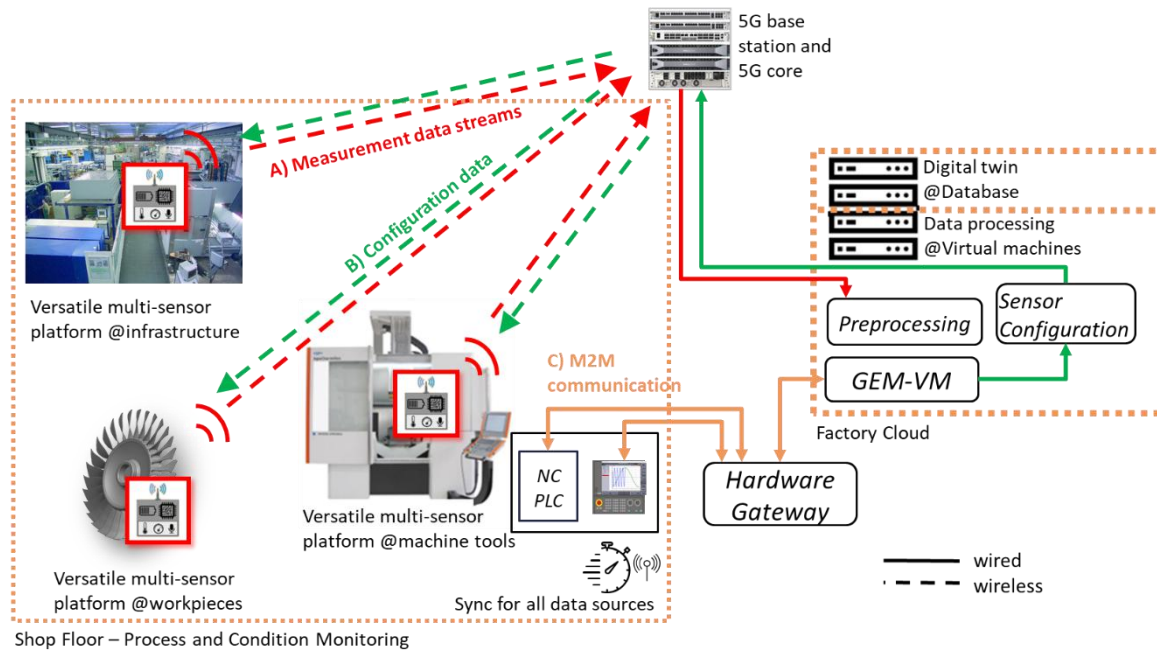 5G base
station and
5G core
A) Measurement data streams
B) Configuration data
Versatile multi-sensor
platform @infrastructure
Digital twin
@Database
Data processing
@Virtual machines
Preprocessing
Sensor
Configuration
GEM-VM
Factory Cloud
C) M2M
communication
NC
PLC
Hardware
Gateway
Versatile multi-sensor
platform @machine tools
Versatile multi-sensor
platform @workpieces
Sync for all data sources
wired
wireless
Shop Floor – Process and Condition Monitoring